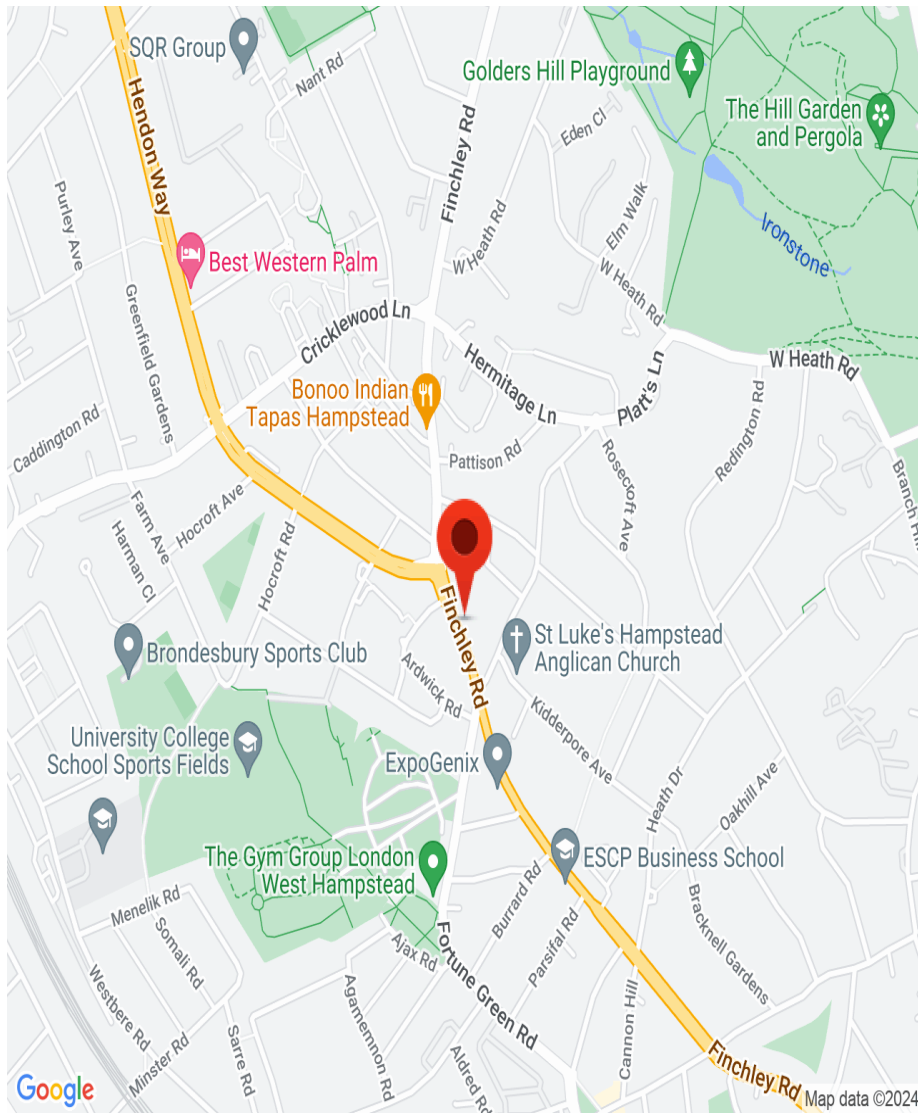 SQR Group
Nant Rd
Finchley Rd
Golders Hill Playground
The Hill Garden
and Pergola
Eden Cl
Hendon Way
Purley Ave
Elm Walk
Ironstone
W Heath Rd
Best Western Palm
W Heath Rd
Greenfield Gardens
Cricklewood Ln
Hermitage Ln
Platt's Ln
W Heath Rd
Bonoo Indian
Tapas Hampstead
Redington Rd
Caddington Rd
Pattison Rd
Rosecroft Ave
Branch Hi
Hocroft Ave
Farm Ave
Harman Cl
Hocroft Rd
Finchley Rd
St Luke's Hampstead
Anglican Church
Brondesbury Sports Club
Ardwick Rd
Kidderpore Ave
University College
School Sports Fields
ExpoGenix
Heath Dr
Oakhill Ave
The Gym Group London
West Hampstead
ESCP Business School
Menelik Rd
Burrard Rd
Bracknell Gardens
Somali Rd
Ajax Rd
Fortune Green Rd
Parsifal Rd
Westbere Rd
Agamemnon Rd
Cannon Hill
Minster Rd
Sarre Rd
Aldred Rd
Finchley Rd
Google
Map data ©2024